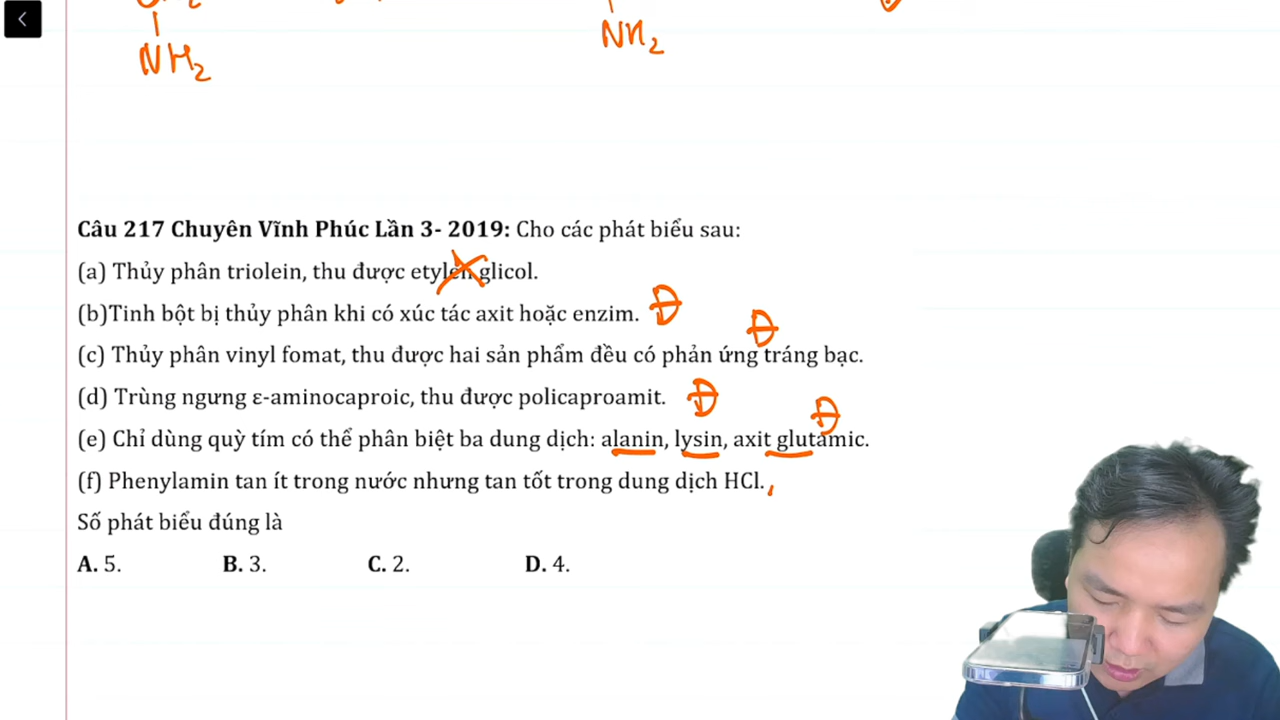 NH2
NH2
Câu 217 Chuyên Vĩnh Phúc Lần 3- 2019: Cho các phát biểu sau:
(a) Thủy phân triolein, thu được etylen glicol.
(b)Tinh bột bị thủy phân khi có xúc tác axit hoặc enzim. Đ
(c) Thủy phân vinyl fomat, thu được hai sản phẩm đều có phản ứng tráng bạc. Đ
(d) Trùng ngưng ε-aminocaproic, thu được policaproamit. Đ
(e) Chỉ dùng quỳ tím có thể phân biệt ba dung dịch: alanin, lysin, axit glutamic. Đ
(f) Phenylamin tan ít trong nước nhưng tan tốt trong dung dịch HCl.
Số phát biểu đúng là
A. 5. B. 3. C. 2. D. 4.